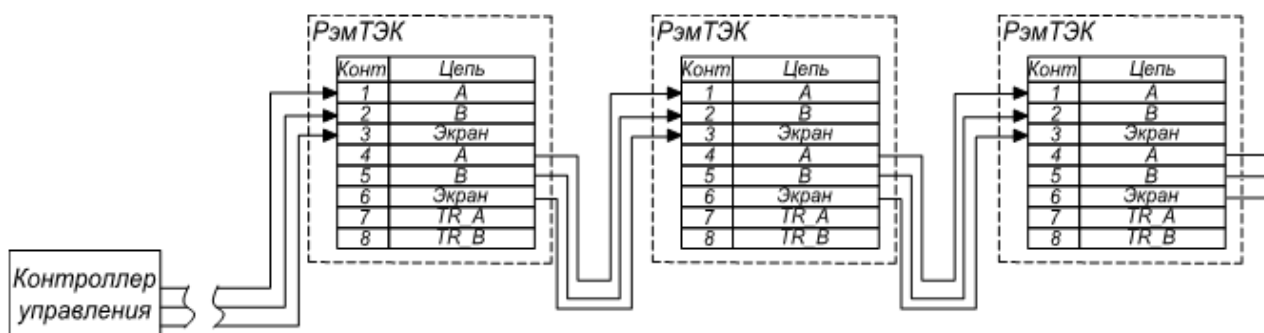 РэмТЭК РэмТЭК РэмТЭК
Конт Цепь Конт Цепь Конт Цепь
1 A 1 A 1 A
2 B 2 B 2 B
3 Экран 3 Экран 3 Экран
4 A 4 A 4 A
5 B 5 B 5 B
6 Экран 6 Экран 6 Экран
7 TR_A 7 TR_A 7 TR_A
8 TR_B 8 TR_B 8 TR_B
Контроллер
управления